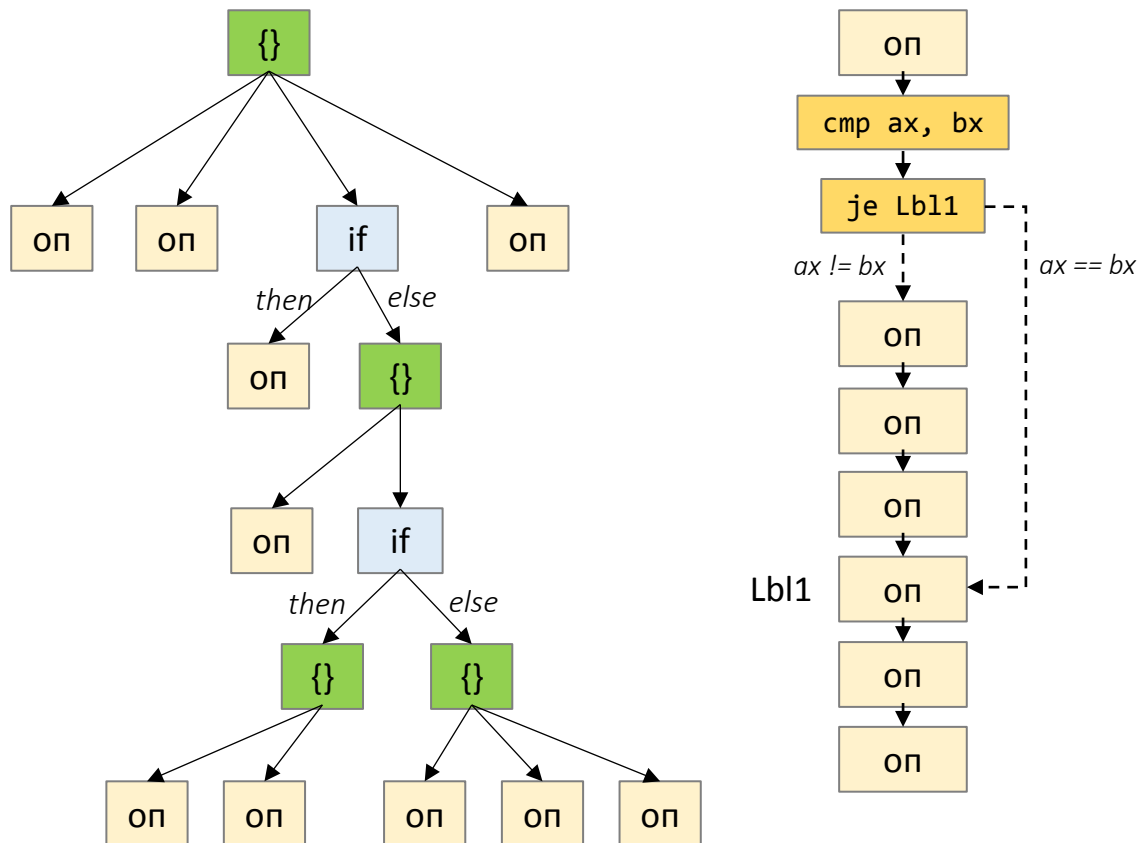 {}
оп оп if оп
then else
оп {}
оп if
then else
{} {}
оп оп оп оп оп
оп
cmp ax, bx
je Lbl1
ax != bx ax == bx
оп
оп
оп
Lbl1 оп
оп
оп